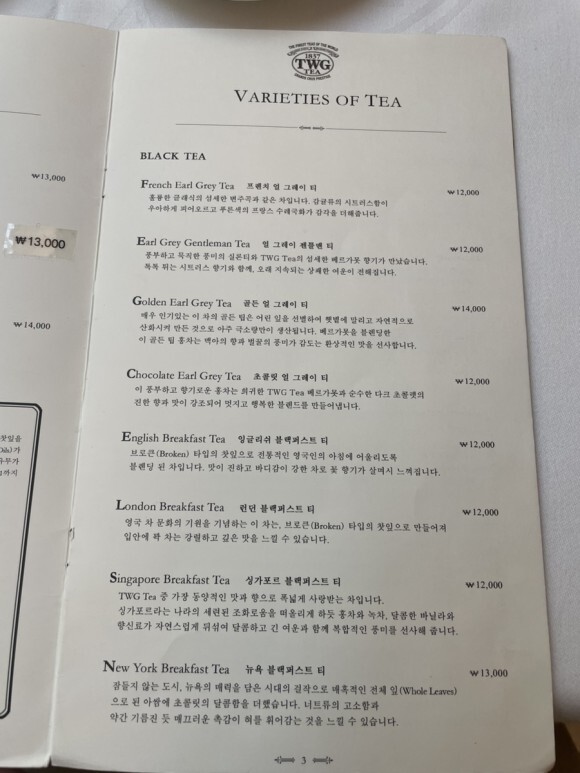 THE FINEST TEAS OF THE WORLD
1837
TWG
TEA
VARIETIES OF TEA
BLACK TEA
₩13,000
₩13,000
₩14,000
찻잎을
French Earl Grey Tea 프렌치 얼 그레이 티 ₩12,000
훌륭한 클래식의 섬세한 변주곡과 같은 차입니다. 감귤류의 시트러스함이
우아하게 피어오르고 푸른색의 프랑스 수레국화가 감각을 더해줍니다.
Earl Grey Gentleman Tea 얼 그레이 젠틀맨 티 ₩12,000
풍부하고 묵직한 풍미의 실론티와 TWG Tea의 섬세한 베르가못 향기가 만났습니다.
톡톡 튀는 시트러스 향기와 함께, 오래 지속되는 상쾌한 여운이 전해집니다.
Golden Earl Grey Tea 골든 얼 그레이 티 ₩14,000
매우 인기있는 이 차의 골든 팁은 어린 잎을 선별하여 햇볕에 말리고 자연적으로
산화시켜 만든 것으로 아주 극소량만이 생산됩니다. 베르가못을 블렌딩한
이 골든 팁 홍차는 맥아의 향과 벌꿀의 풍미가 감도는 환상적인 맛을 선사합니다.
Chocolate Earl Grey Tea 초콜릿 얼 그레이 티 ₩12,000
이 풍부하고 향기로운 홍차는 희귀한 TWG Tea 베르가못과 순수한 다크 초콜렛의
진한 향과 맛이 강조되어 멋지고 행복한 블렌드를 만들어냅니다.
English Breakfast Tea 잉글리쉬 블랙퍼스트 티 ₩12,000
브로큰(Broken) 타입의 찻잎으로 전통적인 영국인의 아침에 어울리도록
블렌딩 된 차입니다. 맛이 진하고 바디감이 강한 차로 꽃 향기가 살며시 느껴집니다.
London Breakfast Tea 런던 블랙퍼스트 티 ₩12,000
영국 차 문화의 기원을 기념하는 이 차는, 브로큰(Broken) 타입의 찻잎으로 만들어져
입안에 꽉 차는 강렬하고 깊은 맛을 느낄 수 있습니다.
Singapore Breakfast Tea 싱가포르 블랙퍼스트 티 ₩12,000
TWG Tea 중 가장 동양적인 맛과 향으로 폭넓게 사랑받는 차입니다.
싱가포르라는 나라의 세련된 조화로움을 떠올리게 하듯 홍차와 녹차, 달콤한 바닐라와
향신료가 자연스럽게 뒤섞여 달콤하고 긴 여운과 함께 복합적인 풍미를 선사해 줍니다.
New York Breakfast Tea 뉴욕 블랙퍼스트 티 ₩13,000
잠들지 않는 도시, 뉴욕의 매력을 담은 시대의 걸작으로 매혹적인 전체 잎(Whole Leaves)
으로 된 아쌈에 초콜릿의 달콤함을 더했습니다. 너트류의 고소함과
약간 기름진 듯 매끄러운 촉감이 혀를 휘어감는 것을 느낄 수 있습니다.
3